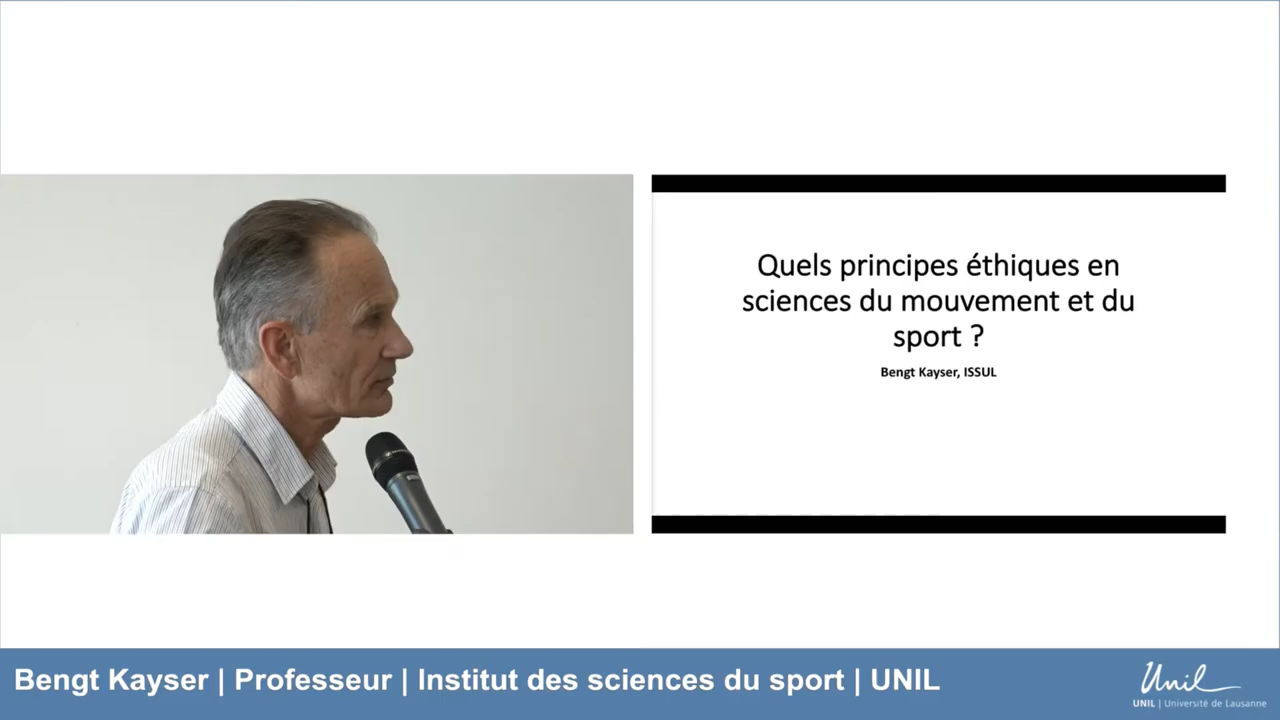 Quels principes éthiques en
sciences du mouvement et du
sport ?
Bengt Kayser, ISSUL
Bengt Kayser | Professeur | Institut des sciences du sport | UNIL
Unil
UNIL | Université de Lausanne